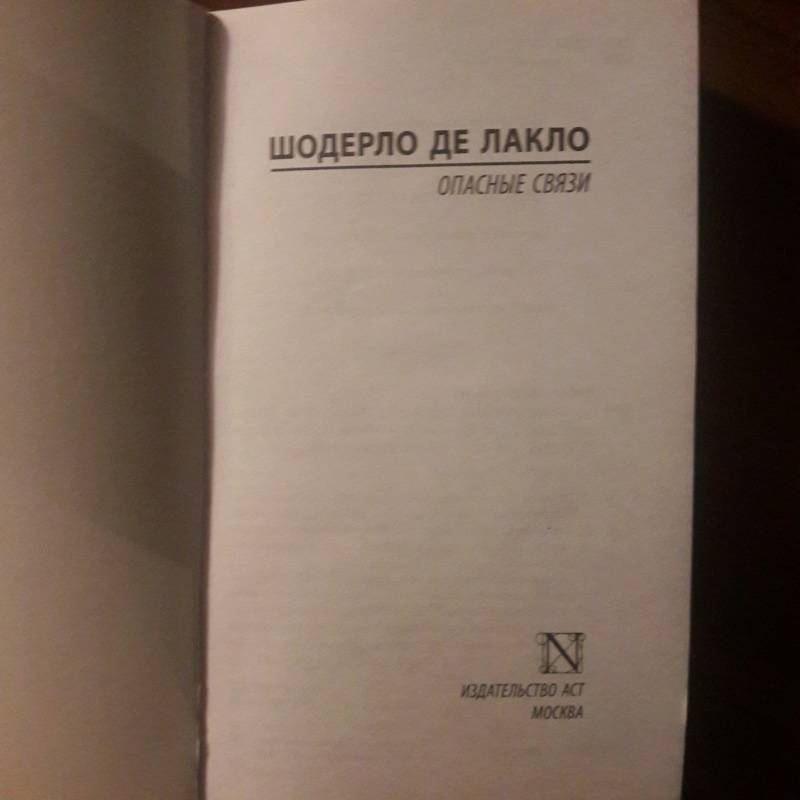 ШОДЕРЛО ДЕ ЛАКЛО
ОПАСНЫЕ СВЯЗИ
N
ИЗДАТЕЛЬСТВО АСТ
МОСКВА